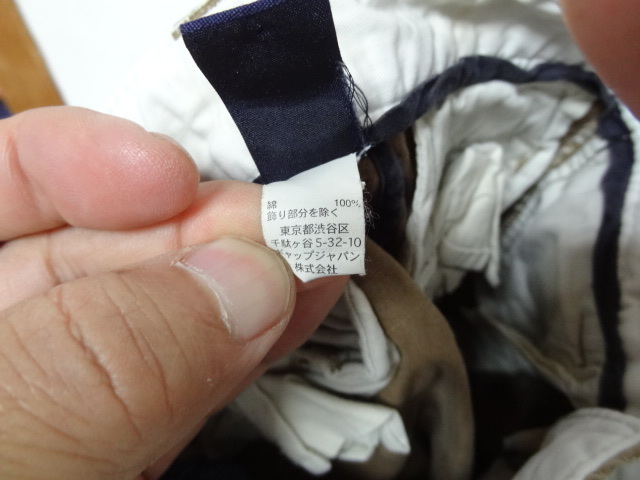 綿 100%
飾り部分を除く
東京都渋谷区
千駄ヶ谷5-32-10
ギャップジャパン
株式会社